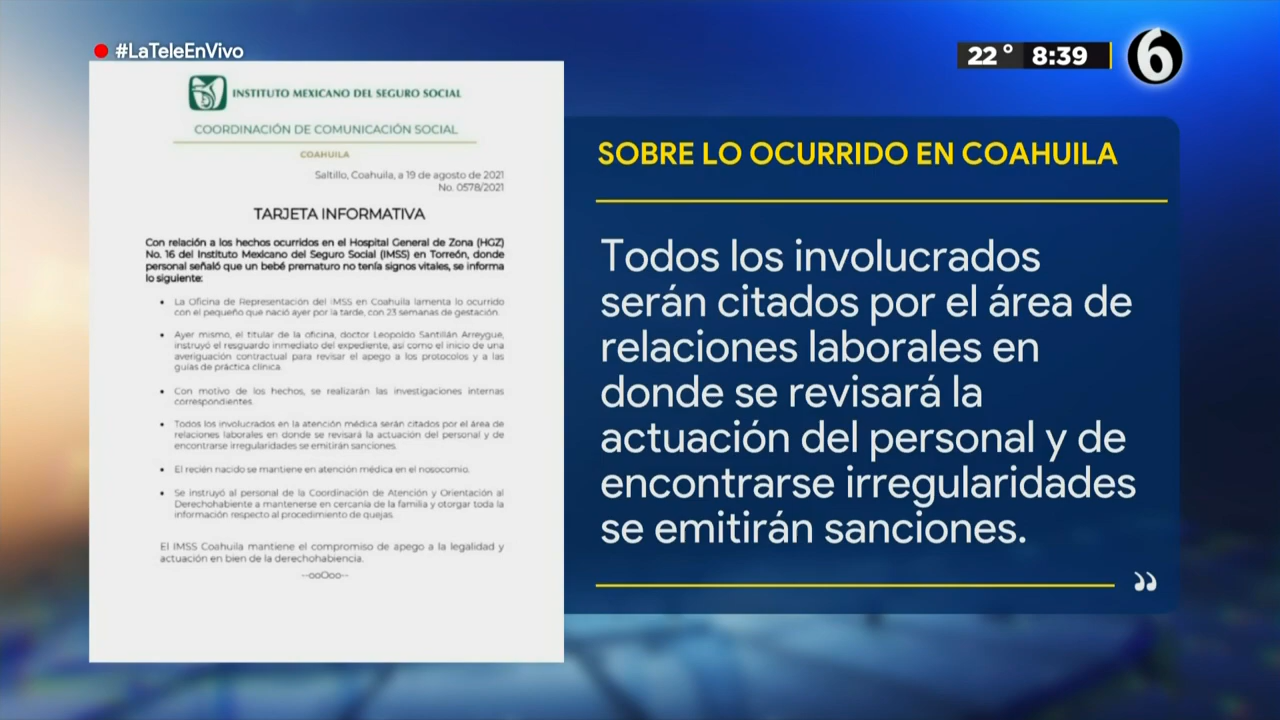 #LaTeleEnVivo
22° 8:39 6
INSTITUTO MEXICANO DEL SEGURO SOCIAL
COORDINACIÓN DE COMUNICACIÓN SOCIAL
COAHUILA
Saltillo, Coahuila, a 19 de agosto de 2021
No. 0578/2021
TARJETA INFORMATIVA
Con relación a los hechos ocurridos en el Hospital General de Zona (HGZ)
No. 16 del Instituto Mexicano del Seguro Social (IMSS) en Torreón, donde
personal señaló que un bebé prematuro no tenía signos vitales, se informa
lo siguiente:
• La Oficina de Representación del IMSS en Coahuila lamenta lo ocurrido
con el pequeño que nació ayer por la tarde, con 23 semanas de gestación.
• Ayer mismo, el titular de la oficina, doctor Leopoldo Santillán Arreygue,
instruyó el resguardo inmediato del expediente, así como el inicio de una
averiguación contractual para revisar el apego a los protocolos y a las
guías de práctica clínica.
• Con motivo de los hechos, se realizarán las investigaciones internas
correspondientes.
• Todos los involucrados en la atención médica serán citados por el área de
relaciones laborales en donde se revisará la actuación del personal y de
encontrarse irregularidades se emitirán sanciones.
• El recién nacido se mantiene en atención médica en el nosocomio.
• Se instruyó al personal de la Coordinación de Atención y Orientación al
Derechohabiente a mantenerse en cercanía de la familia y otorgar toda la
información respecto al procedimiento de quejas.
El IMSS Coahuila mantiene el compromiso de apego a la legalidad y
actuación en bien de la derechohabiencia.
--ooOoo--
SOBRE LO OCURRIDO EN COAHUILA
Todos los involucrados
serán citados por el área de
relaciones laborales en
donde se revisará la
actuación del personal y de
encontrarse irregularidades
se emitirán sanciones.
”